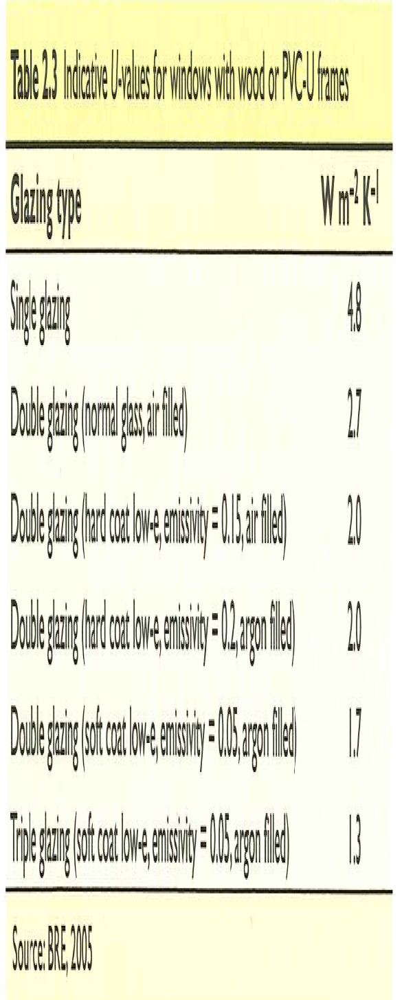 Table 2.3 Indicative U-values for windows with wood or PVC-U frames
Glazing type W m⁻² K⁻¹
Single glazing 4.8
Double glazing (normal glass, air filled) 2.7
Double glazing (hard coat low-e, emissivity = 0.15, air filled) 2.0
Double glazing (hard coat low-e, emissivity = 0.2, argon filled) 2.0
Double glazing (soft coat low-e, emissivity = 0.05, argon filled) 1.7
Triple glazing (soft coat low-e, emissivity = 0.05, argon filled) 1.3
Source: BRE, 2005